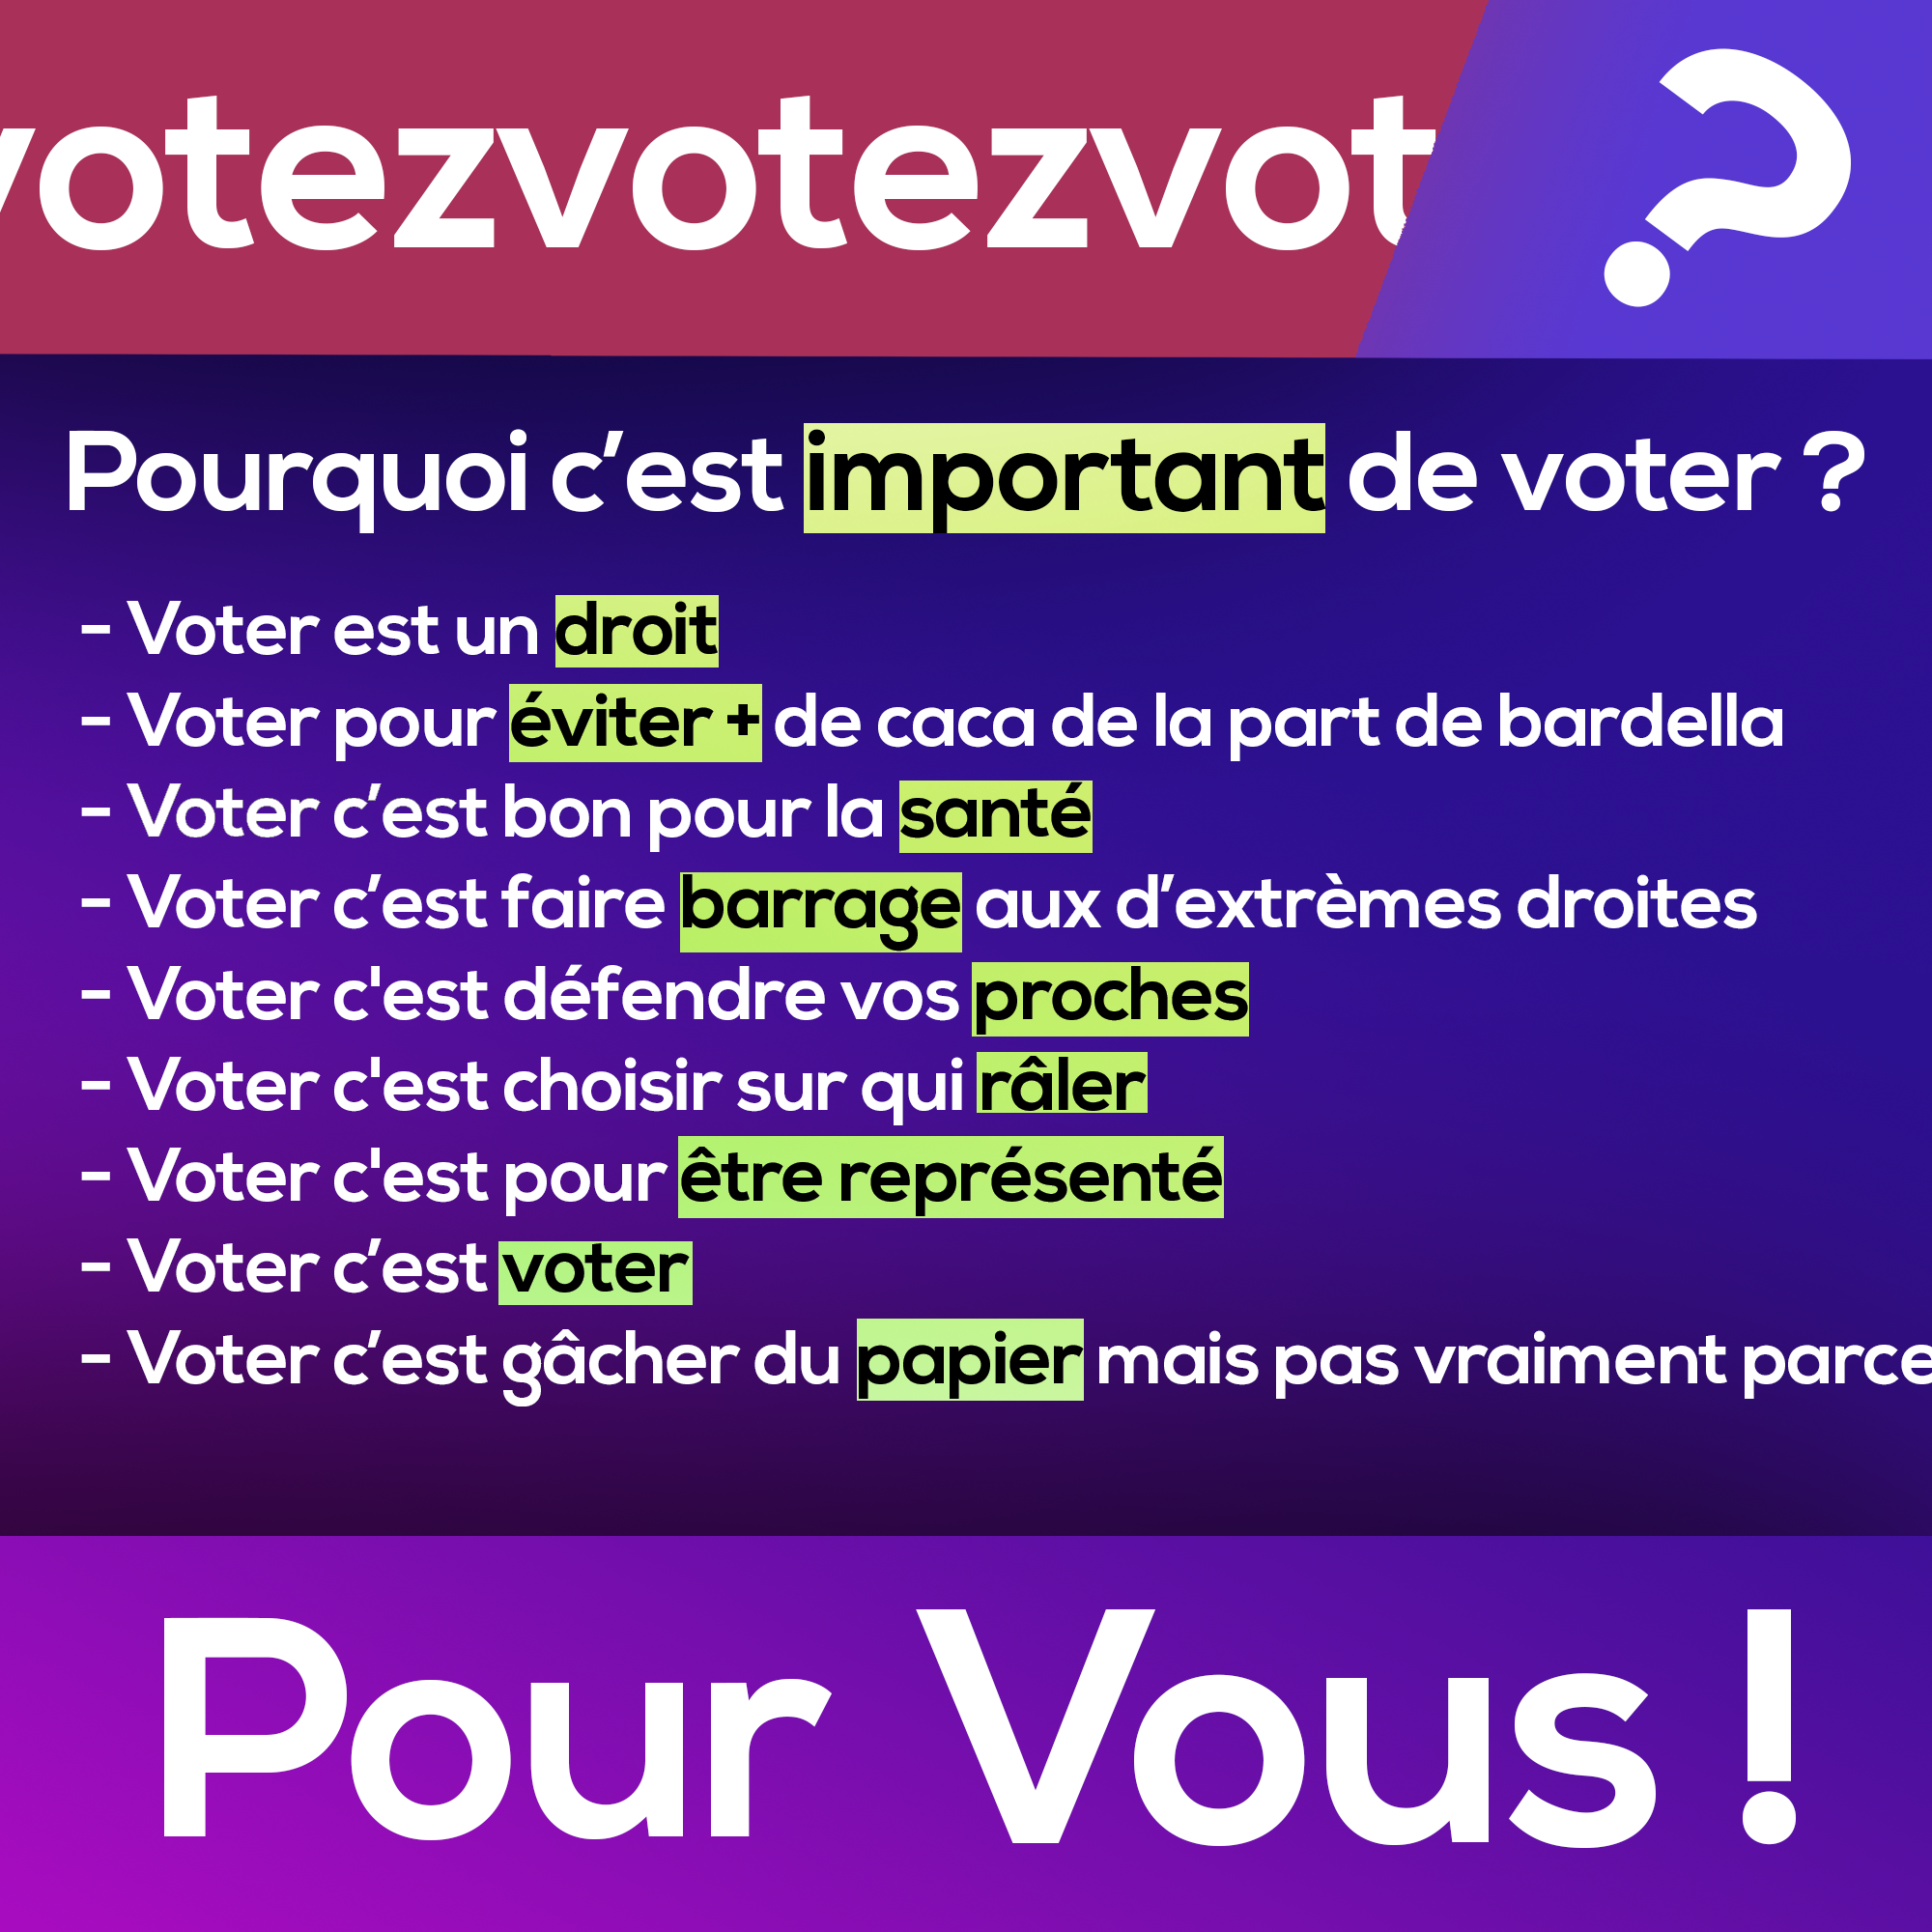 votezvotezvot ?
Pourquoi c’est important de voter ?
- Voter est un droit
- Voter pour éviter + de caca de la part de bardella
- Voter c’est bon pour la santé
- Voter c’est faire barrage aux d’extrèmes droites
- Voter c'est défendre vos proches
- Voter c'est choisir sur qui râler
- Voter c'est pour être représenté
- Voter c’est voter
- Voter c’est gâcher du papier mais pas vraiment parce
Pour Vous !